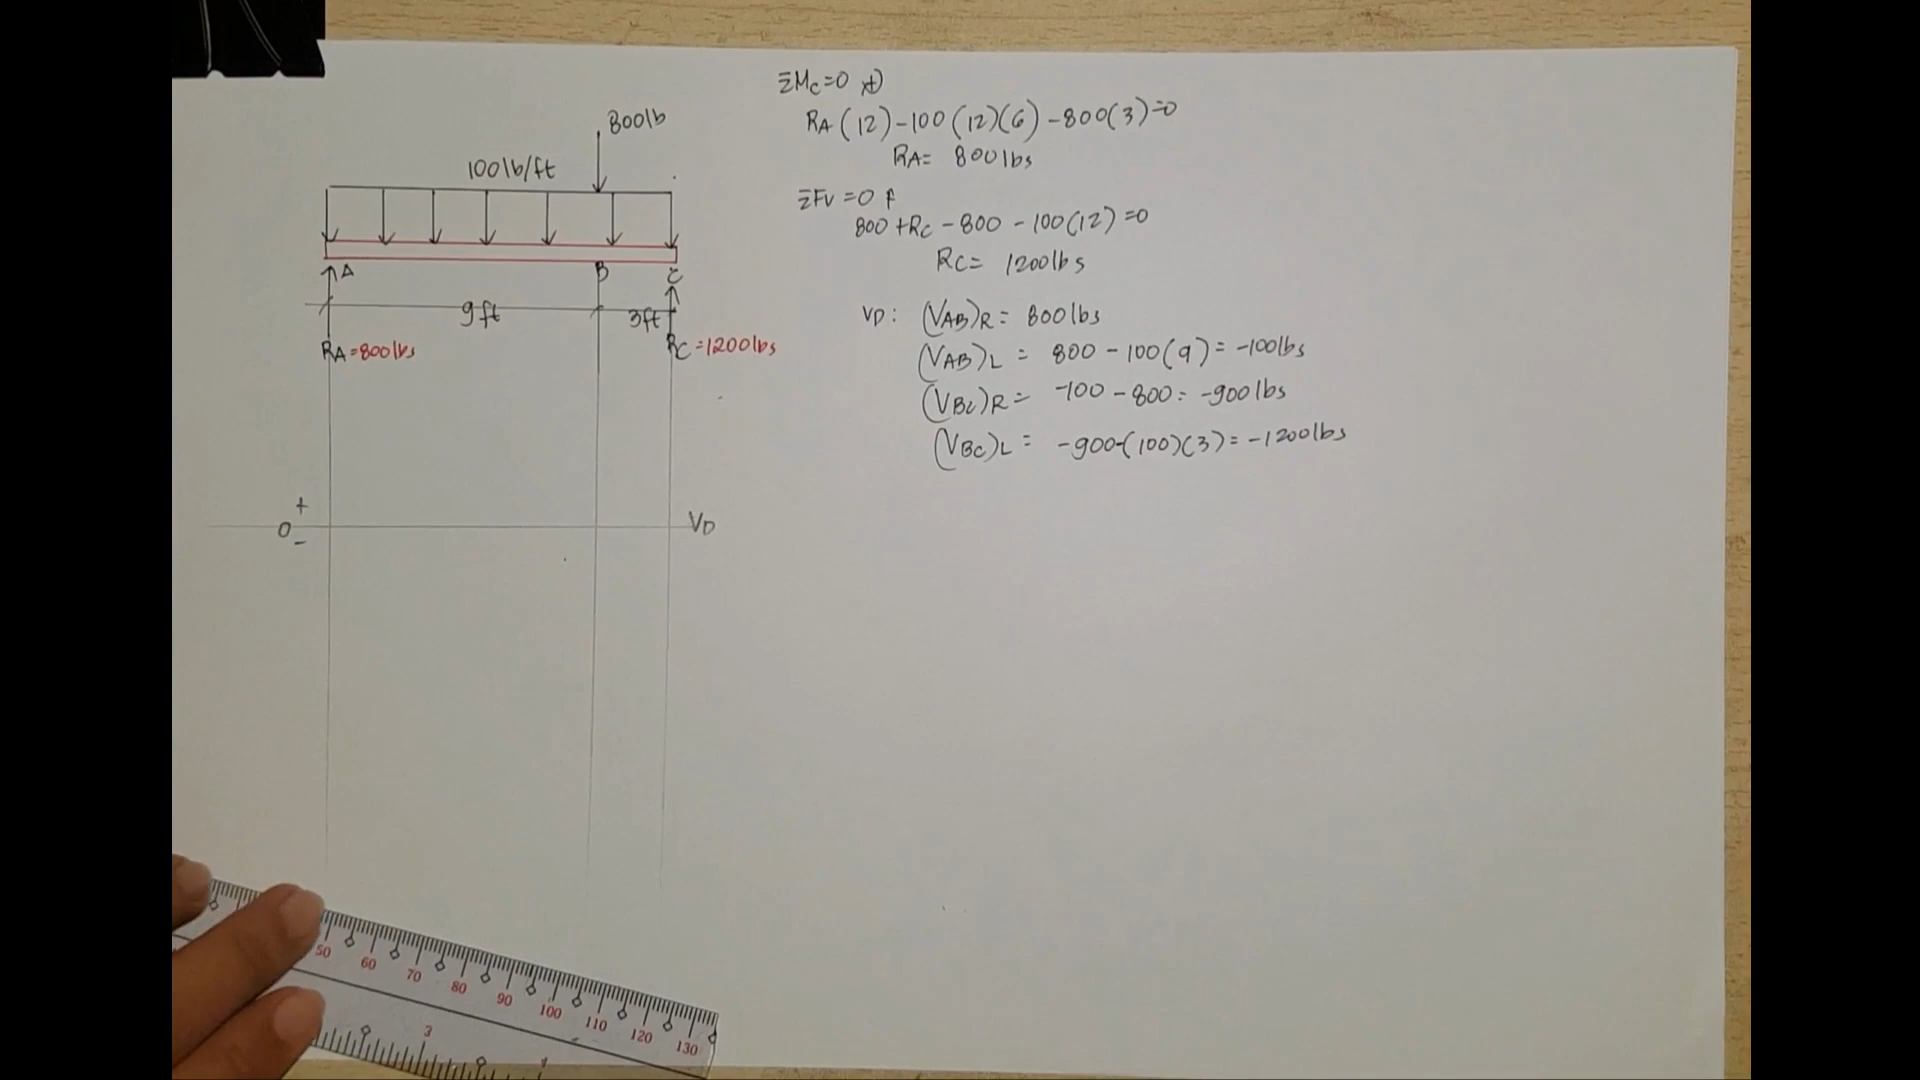 800lb
100lb/ft
A B C
9ft 3ft
RA=800lbs RC=1200lbs
+
0
-
VD
ΣMC=0
RA(12)-100(12)(6)-800(3)=0
RA= 800lbs
ΣFV=0
800+RC-800-100(12)=0
RC= 1200lbs
VD: (VAB)R= 800lbs
(VAB)L = 800-100(9)=-100lbs
(VBC)R= -100-800= -900lbs
(VBC)L= -900-(100)(3)=-1200lbs
50 60 70 80 90 100 110 120 130
3